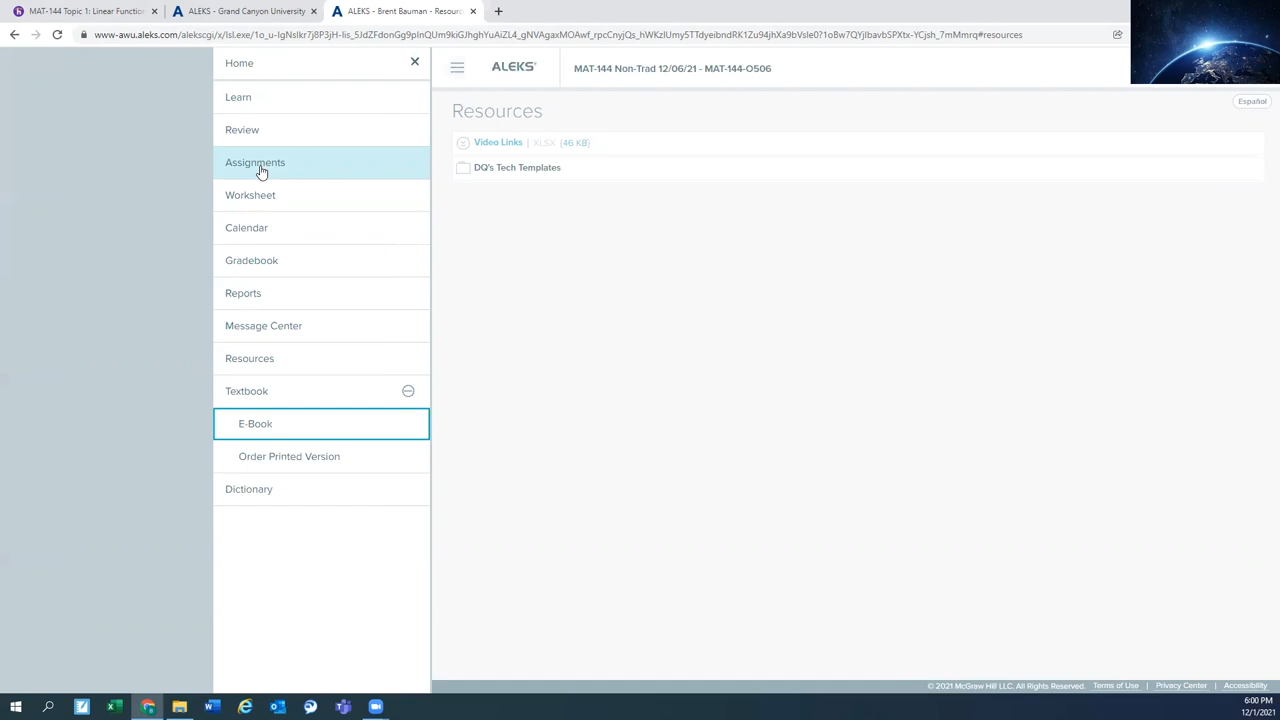 MAT-144 Topic 1: Linear Function
ALEKS - Grand Canyon University
ALEKS - Brent Bauman - Resourc
Home
Learn
Review
Assignments
Worksheet
Calendar
Gradebook
Reports
Message Center
Resources
Textbook
E-Book
Order Printed Version
Dictionary
ALEKS
MAT-144 Non-Trad 12/06/21 - MAT-144-O506
Español
Resources
Video Links | XLSX (46 KB)
DQ's Tech Templates
© 2021 McGraw Hill LLC. All Rights Reserved. Terms of Use | Privacy Center | Accessibility
6:00 PM
12/1/2021